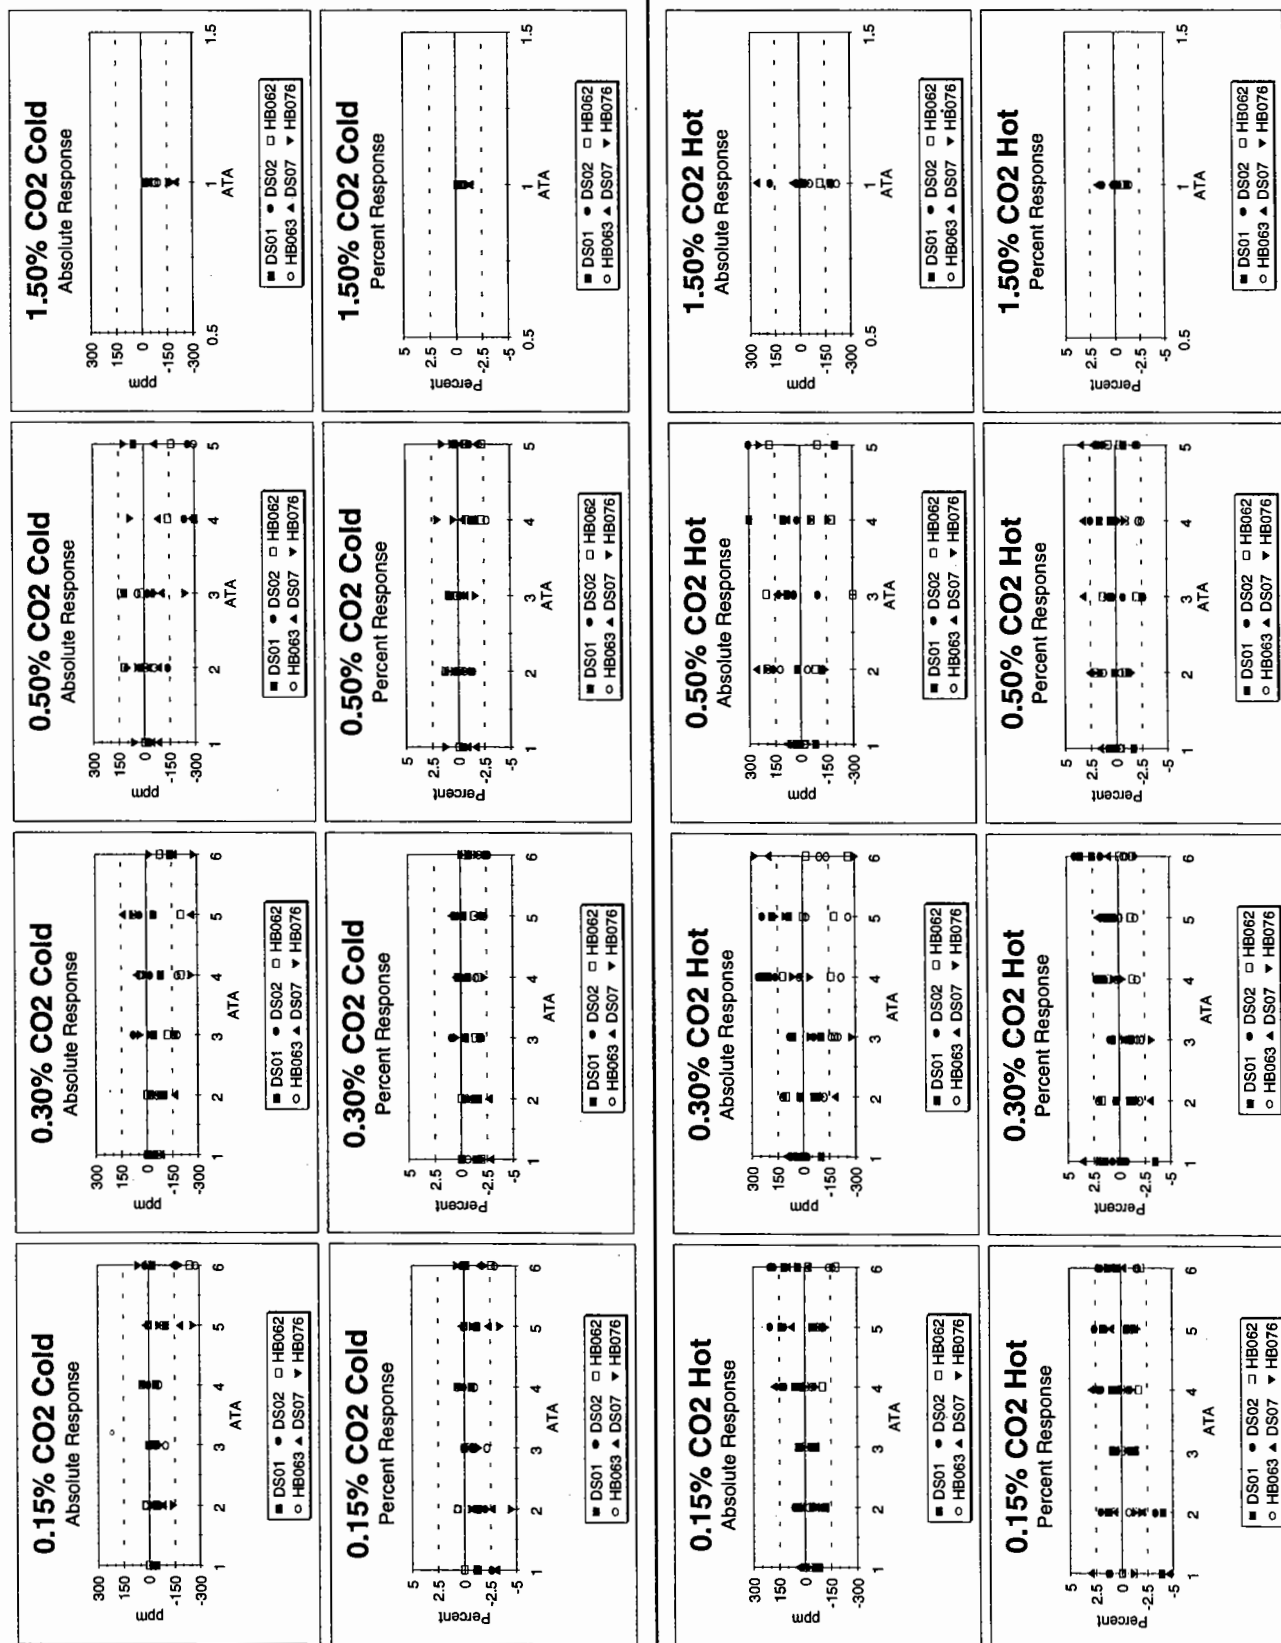 0.15% CO2 Cold
Absolute Response
300
150
0
-150
-300
ppm
1 2 3 4 5 6
ATA
■ DS01 ● DS02 □ HB062
○ HB063 ▲ DS07 ▼ HB076
0.30% CO2 Cold
Absolute Response
300
150
0
-150
-300
ppm
1 2 3 4 5 6
ATA
■ DS01 ● DS02 □ HB062
○ HB063 ▲ DS07 ▼ HB076
0.50% CO2 Cold
Absolute Response
300
150
0
-150
-300
ppm
1 2 3 4 5
ATA
■ DS01 ● DS02 □ HB062
○ HB063 ▲ DS07 ▼ HB076
1.50% CO2 Cold
Absolute Response
300
150
0
-150
-300
ppm
0.5 1 1.5
ATA
■ DS01 ● DS02 □ HB062
○ HB063 ▲ DS07 ▼ HB076
0.15% CO2 Cold
Percent Response
5
2.5
0
-2.5
-5
Percent
1 2 3 4 5 6
ATA
■ DS01 ● DS02 □ HB062
○ HB063 ▲ DS07 ▼ HB076
0.30% CO2 Cold
Percent Response
5
2.5
0
-2.5
-5
Percent
1 2 3 4 5 6
ATA
■ DS01 ● DS02 □ HB062
○ HB063 ▲ DS07 ▼ HB076
0.50% CO2 Cold
Percent Response
5
2.5
0
-2.5
-5
Percent
1 2 3 4 5
ATA
■ DS01 ● DS02 □ HB062
○ HB063 ▲ DS07 ▼ HB076
1.50% CO2 Cold
Percent Response
5
2.5
0
-2.5
-5
Percent
0.5 1 1.5
ATA
■ DS01 ● DS02 □ HB062
○ HB063 ▲ DS07 ▼ HB076
0.15% CO2 Hot
Absolute Response
300
150
0
-150
-300
ppm
1 2 3 4 5 6
ATA
■ DS01 ● DS02 □ HB062
○ HB063 ▲ DS07 ▼ HB076
0.30% CO2 Hot
Absolute Response
300
150
0
-150
-300
ppm
1 2 3 4 5 6
ATA
■ DS01 ● DS02 □ HB062
○ HB063 ▲ DS07 ▼ HB076
0.50% CO2 Hot
Absolute Response
300
150
0
-150
-300
ppm
1 2 3 4 5
ATA
■ DS01 ● DS02 □ HB062
○ HB063 ▲ DS07 ▼ HB076
1.50% CO2 Hot
Absolute Response
300
150
0
-150
-300
ppm
0.5 1 1.5
ATA
■ DS01 ● DS02 □ HB062
○ HB063 ▲ DS07 ▼ HB076
0.15% CO2 Hot
Percent Response
5
2.5
0
-2.5
-5
Percent
1 2 3 4 5 6
ATA
■ DS01 ● DS02 □ HB062
○ HB063 ▲ DS07 ▼ HB076
0.30% CO2 Hot
Percent Response
5
2.5
0
-2.5
-5
Percent
1 2 3 4 5 6
ATA
■ DS01 ● DS02 □ HB062
○ HB063 ▲ DS07 ▼ HB076
0.50% CO2 Hot
Percent Response
5
2.5
0
-2.5
-5
Percent
1 2 3 4 5
ATA
■ DS01 ● DS02 □ HB062
○ HB063 ▲ DS07 ▼ HB076
1.50% CO2 Hot
Percent Response
5
2.5
0
-2.5
-5
Percent
0.5 1 1.5
ATA
■ DS01 ● DS02 □ HB062
○ HB063 ▲ DS07 ▼ HB076